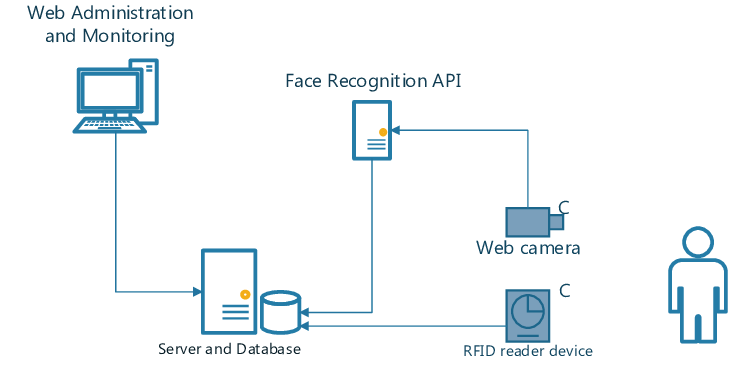 Web Administration
and Monitoring
Face Recognition API
C
Web camera
C
Server and Database
RFID reader device